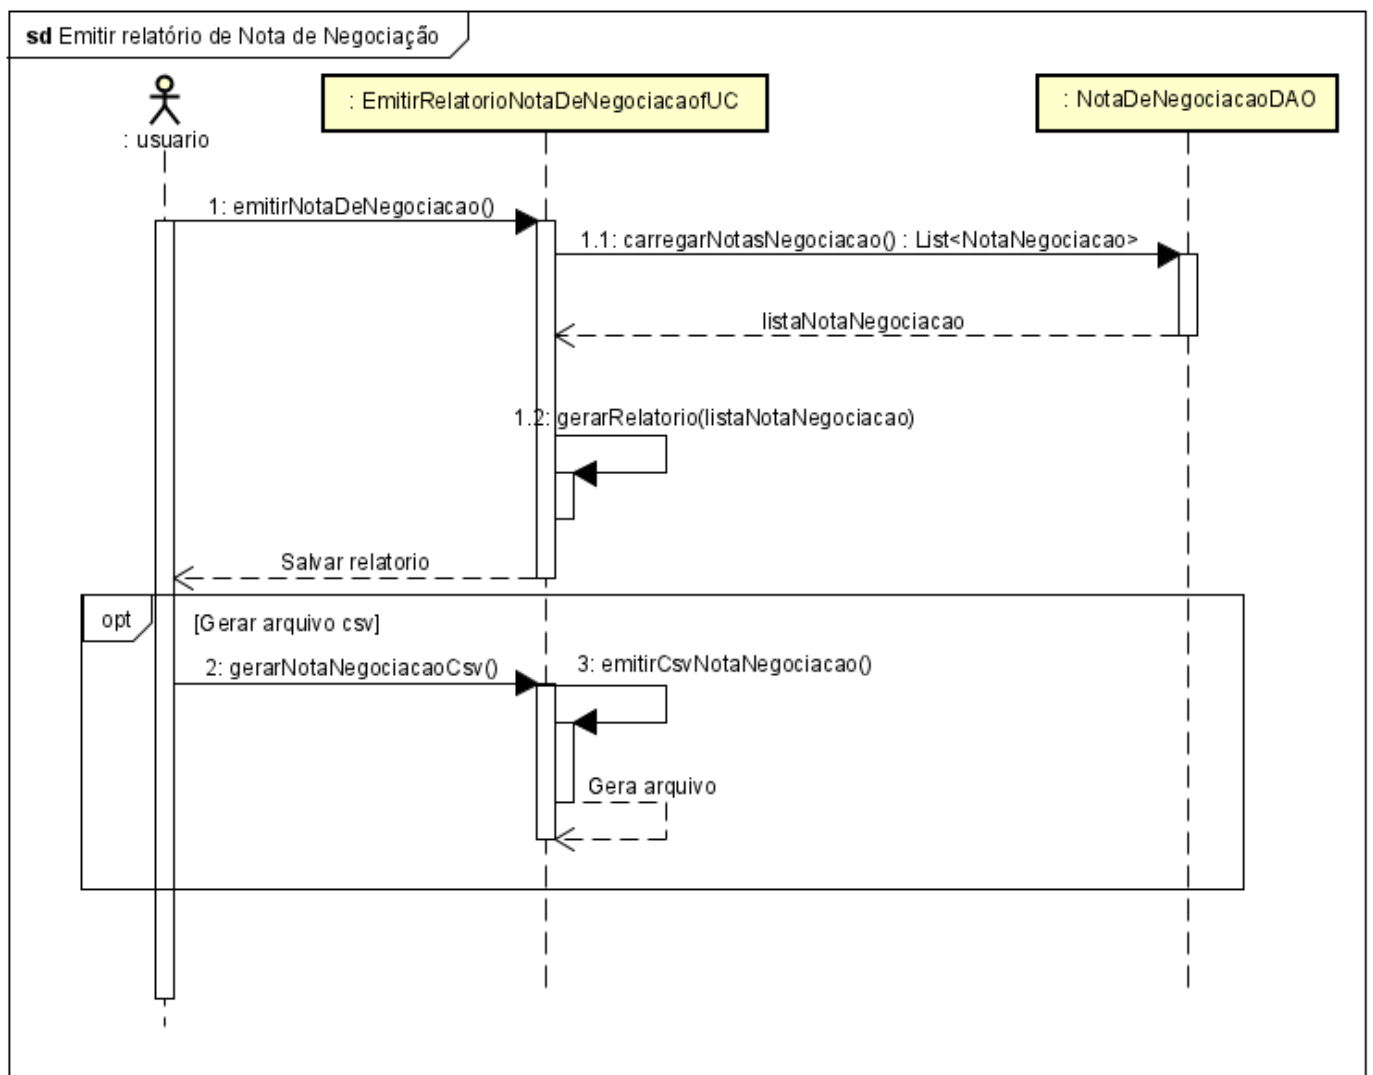 sd Emitir relatório de Nota de Negociação
: usuario
: EmitirRelatorioNotaDeNegociacaofUC
: NotaDeNegociacaoDAO
1: emitirNotaDeNegociacao()
1.1: carregarNotasNegociacao() : List<NotaNegociacao>
listaNotaNegociacao
1.2: gerarRelatorio(listaNotaNegociacao)
Salvar relatorio
opt
[Gerar arquivo csv]
2: gerarNotaNegociacaoCsv()
3: emitirCsvNotaNegociacao()
Gera arquivo